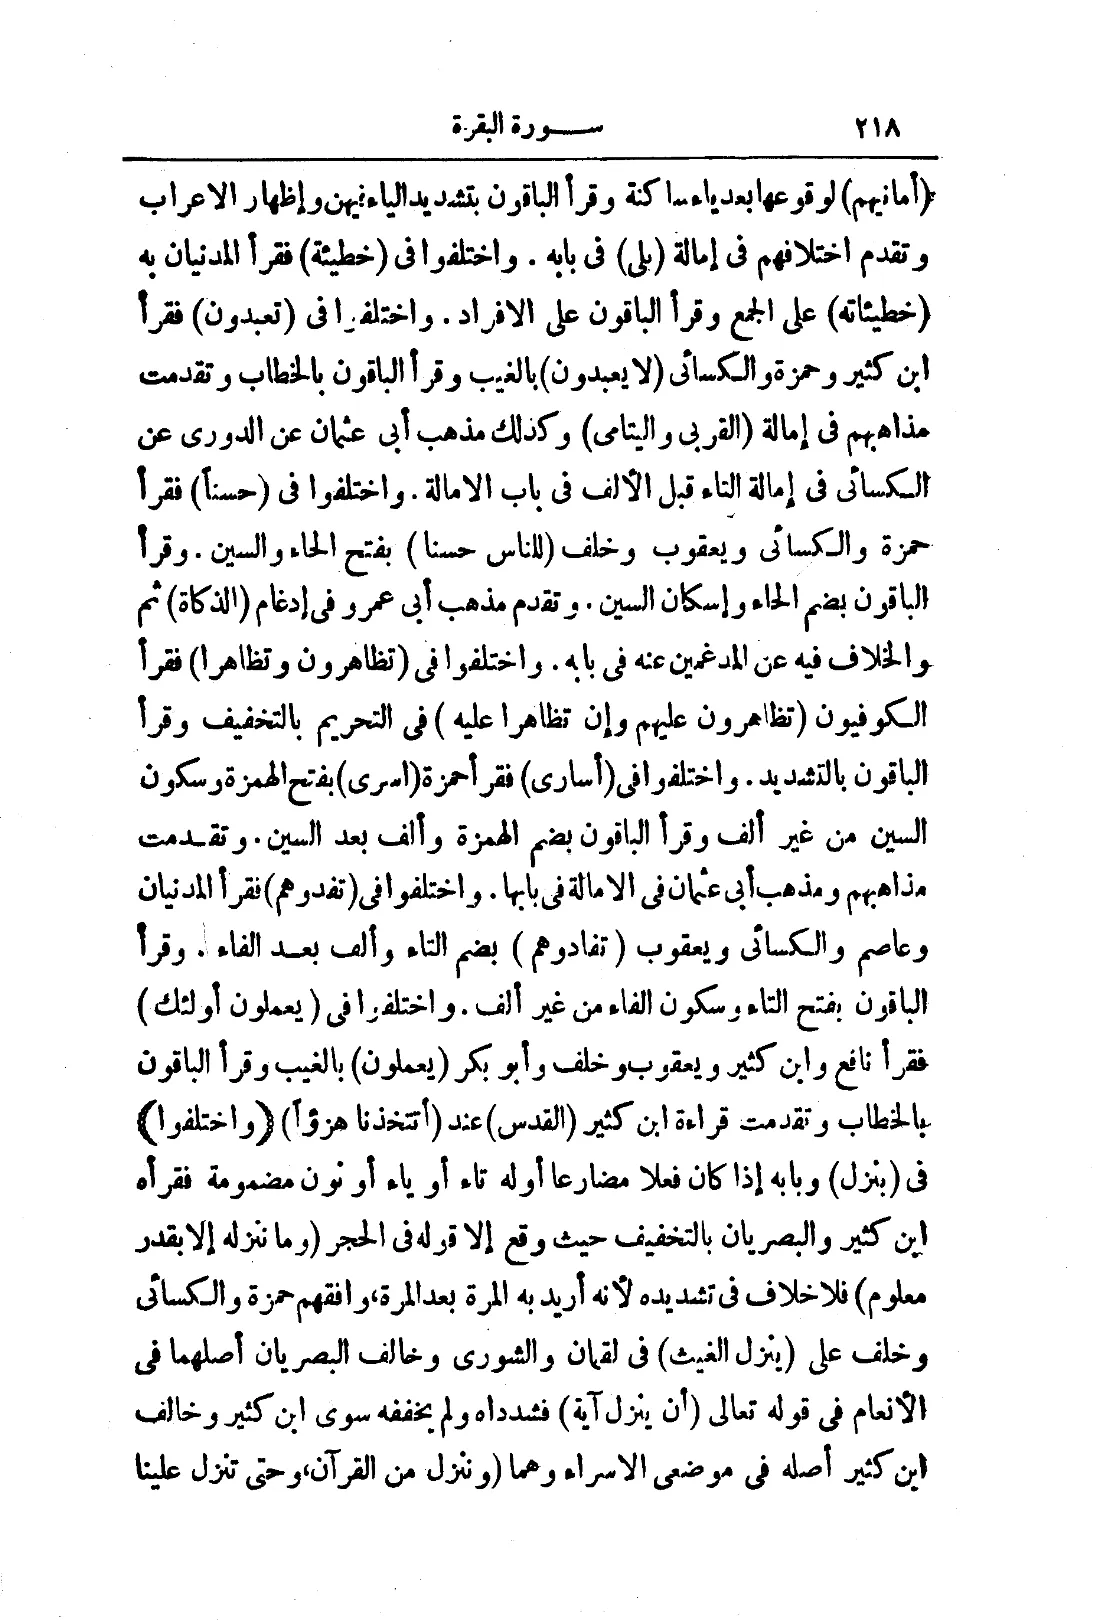 ٢١٨ سورة البقرة
(أمانيهم) لوقوعها بعد ياء ساكنة وقرأ الباقون بتشديد الياء فيهن وإظهار الاعراب
وتقدم اختلافهم فى إمالة (بلى) فى بابه . واختلفوا فى (خطيئة) فقرأ المدنيان به
(خطيئاته) على الجمع وقرأ الباقون على الافراد . واختلفوا فى (تعبدون) فقرأ
ابن كثير وحمزة والكسائى (لا يعبدون) بالغيب وقرأ الباقون بالخطاب وتقدمت
مذاهبهم فى إمالة (القربى واليتامى) وكذلك مذهب أبى عثمان عن الدورى عن
الكسائى فى إمالة التاء قبل الألف فى باب الامالة . واختلفوا فى (حسناً) فقرأ
حمزة والكسائى ويعقوب وخلف (للناس حسنا) بفتح الحاء والسين . وقرأ
الباقون بضم الحاء وإسكان السين . وتقدم مذهب أبى عمرو فى إدغام (الذكاة) ثم
والخلاف فيه عن المدغمين عنه فى بابه . واختلفوا فى (تظاهرون وتظاهرا) فقرأ
الكوفيون (تظاهرون عليهم وإن تظاهرا عليه) فى التحريم بالتخفيف وقرأ
الباقون بالتشديد . واختلفوا فى (أسارى) فقرأ حمزة (أسرى) بفتح الهمزة وسكون
السين من غير ألف وقرأ الباقون بضم الهمزة وألف بعد السين . وتقدمت
مذاهبهم ومذهب أبى عثمان فى الامالة فى بابها . واختلفوا فى (تفدوهم) فقرأ المدنيان
وعاصم والكسائى ويعقوب (تفادوهم) بضم التاء وألف بعد الفاء . وقرأ
الباقون بفتح التاء وسكون الفاء من غير ألف . واختلفوا فى (يعملون أولئك)
فقرأ نافع وابن كثير ويعقوب وخلف وأبو بكر (يعملون) بالغيب وقرأ الباقون
بالخطاب وتقدمت قراءة ابن كثير (القدس) عند (أتتخذنا هزؤاً) (واختلفوا)
فى (ينزل) وبابه إذا كان فعلا مضارعا أوله تاء أو ياء أو نون مضمومة فقرأه
ابن كثير والبصريان بالتخفيف حيث وقع إلا قوله فى الحجر (وما ننزله إلا بقدر
معلوم) فلا خلاف فى تشديده لأنه أريد به المرة بعد المرة، وافقهم حمزة والكسائى
وخلف على (ينزل الغيث) فى لقمان والشورى وخالف البصريان أصلهما فى
الأنعام فى قوله تعالى (أن ينزل آية) فشدداه ولم يخففه سوى ابن كثير وخالف
ابن كثير أصله فى موضعى الاسراء وهما (وننزل من القرآن، وحتى تنزل علينا